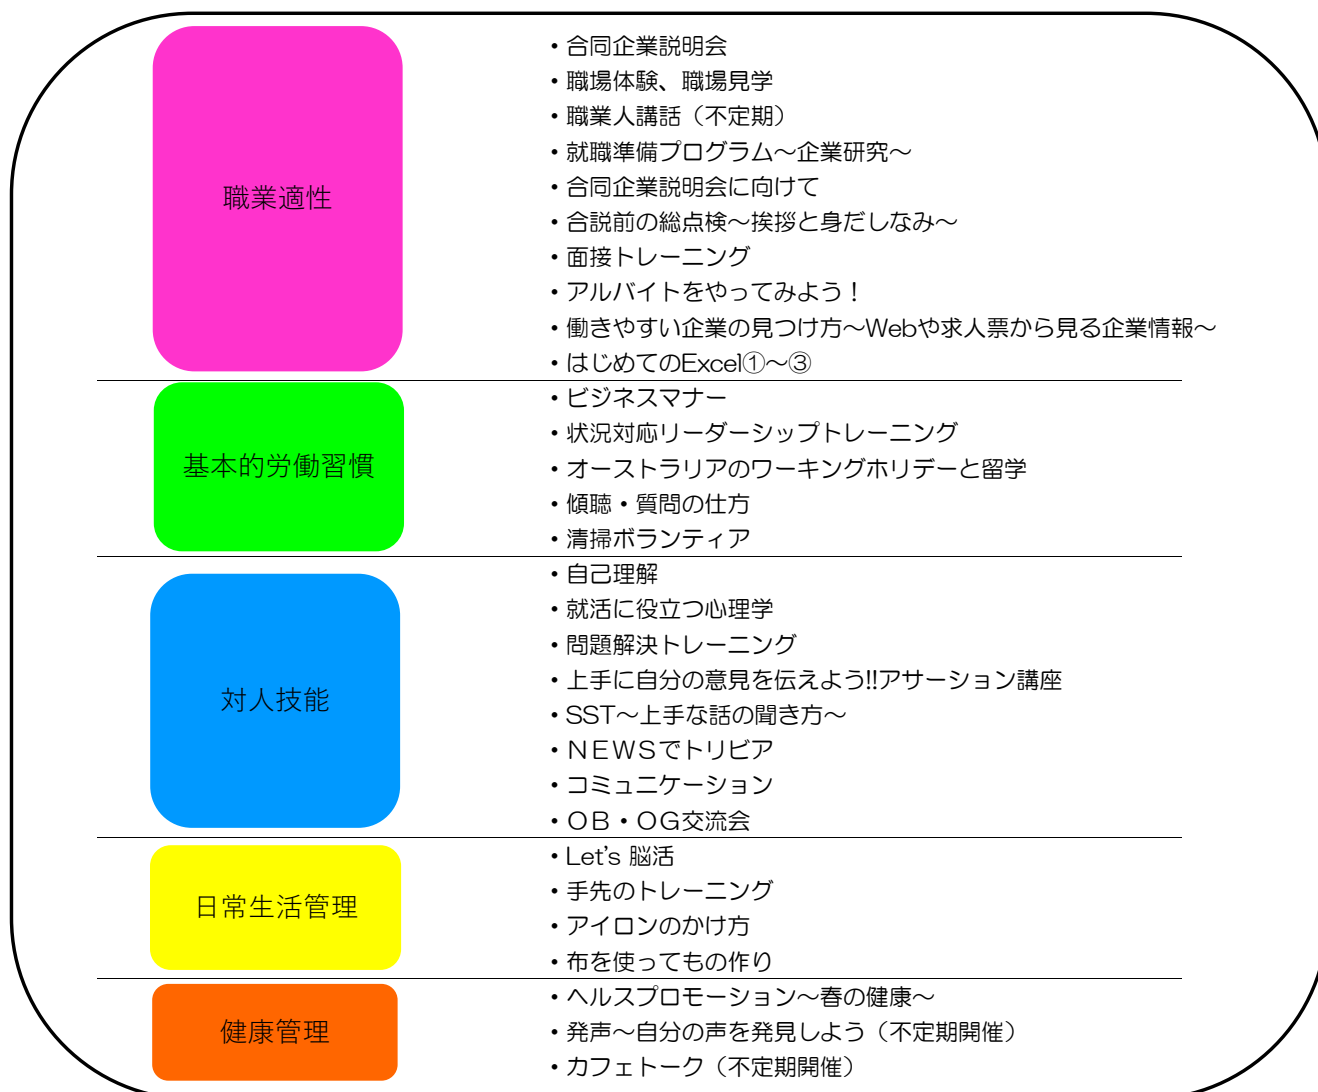 職業適性
・合同企業説明会
・職場体験、職場見学
・職業人講話（不定期）
・就職準備プログラム～企業研究～
・合同企業説明会に向けて
・合説前の総点検～挨拶と身だしなみ～
・面接トレーニング
・アルバイトをやってみよう！
・働きやすい企業の見つけ方～Webや求人票から見る企業情報～
・はじめてのExcel①～③
基本的労働習慣
・ビジネスマナー
・状況対応リーダーシップトレーニング
・オーストラリアのワーキングホリデーと留学
・傾聴・質問の仕方
・清掃ボランティア
対人技能
・自己理解
・就活に役立つ心理学
・問題解決トレーニング
・上手に自分の意見を伝えよう!!アサーション講座
・SST～上手な話の聞き方～
・ＮＥＷＳでトリビア
・コミュニケーション
・ＯＢ・ＯＧ交流会
日常生活管理
・Let's 脳活
・手先のトレーニング
・アイロンのかけ方
・布を使ってもの作り
健康管理
・ヘルスプロモーション～春の健康～
・発声～自分の声を発見しよう（不定期開催）
・カフェトーク（不定期開催）